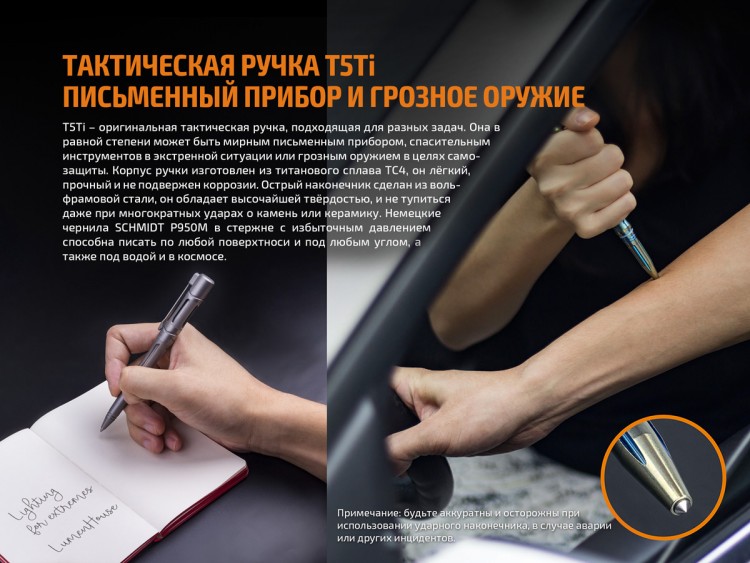 ТАКТИЧЕСКАЯ РУЧКА T5Ti
ПИСЬМЕННЫЙ ПРИБОР И ГРОЗНОЕ ОРУЖИЕ
T5Ti – оригинальная тактическая ручка, подходящая для разных задач. Она в
равной степени может быть мирным письменным прибором, спасительным
инструментов в экстренной ситуации или грозным оружием в целях само-
защиты. Корпус ручки изготовлен из титанового сплава TC4, он лёгкий,
прочный и не подвержен коррозии. Острый наконечник сделан из воль-
фрамовой стали, он обладает высочайшей твёрдостью, и не тупиться
даже при многократных ударах о камень или керамику. Немецкие
чернила SCHMIDT P950M в стержне с избыточным давлением
способна писать по любой поверхтноси и под любым углом, а
также под водой и в космосе.
Lighting
for extremes
LumenHouse
Примечание: будьте аккуратны и осторожны при
использовании ударного наконечника, в случае аварии
или других инцидентов.